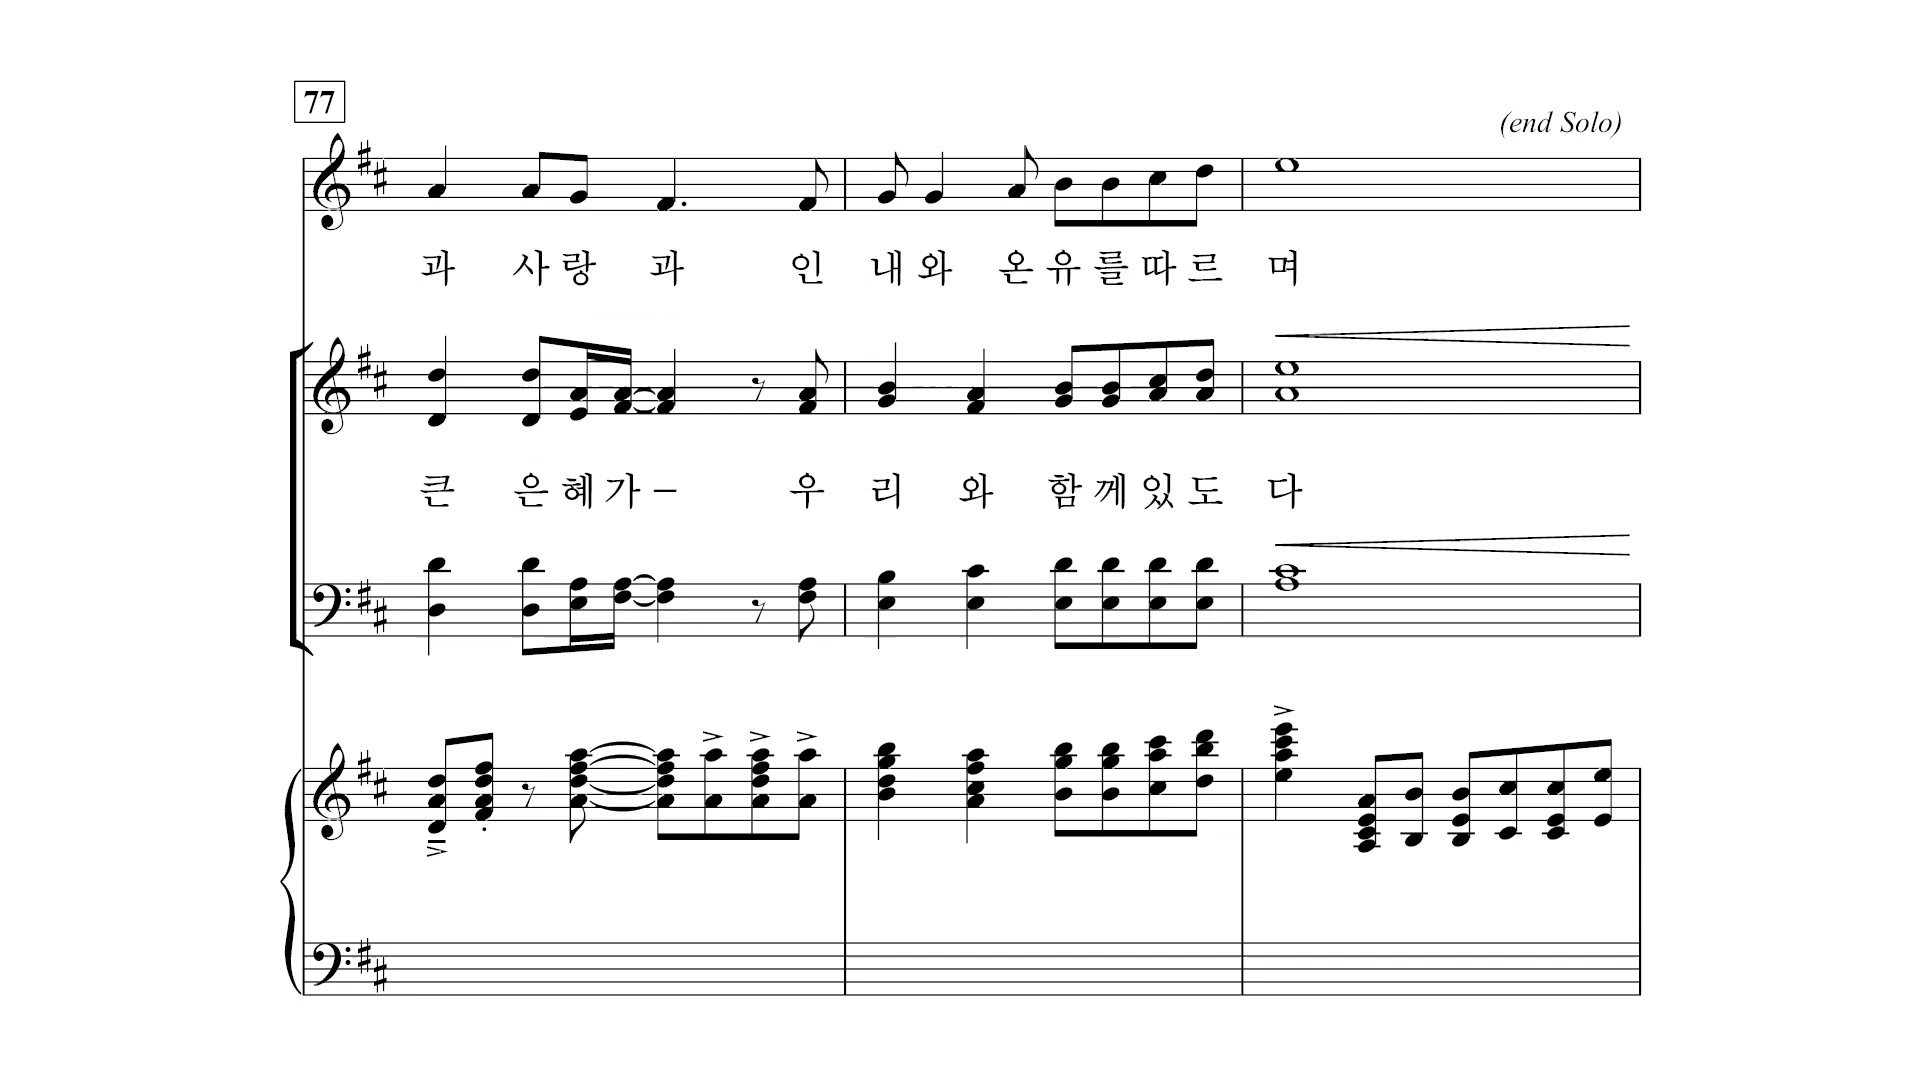 77
(end Solo)
과 사랑 과 인 내와 온유를따르 며
큰 은혜가– 우 리 와 함께있도 다